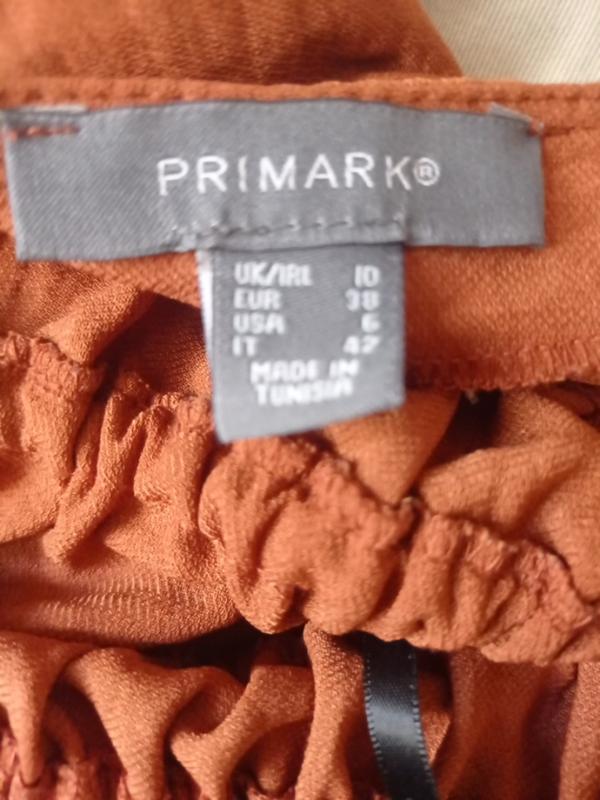 PRIMARK®
UK/IRL 10
EUR 38
USA 6
IT 42
MADE IN
TUNISIA